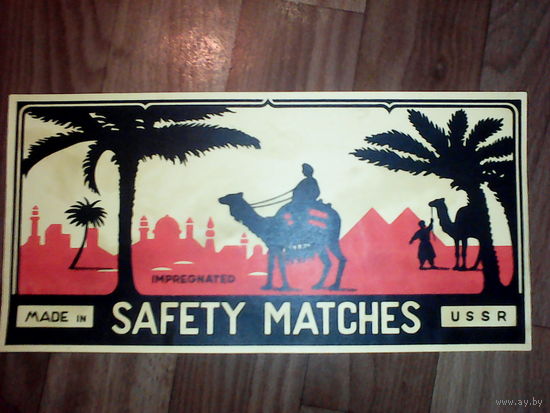 IMPREGNATED
MADE IN
SAFETY MATCHES
USSR
www.ay.by